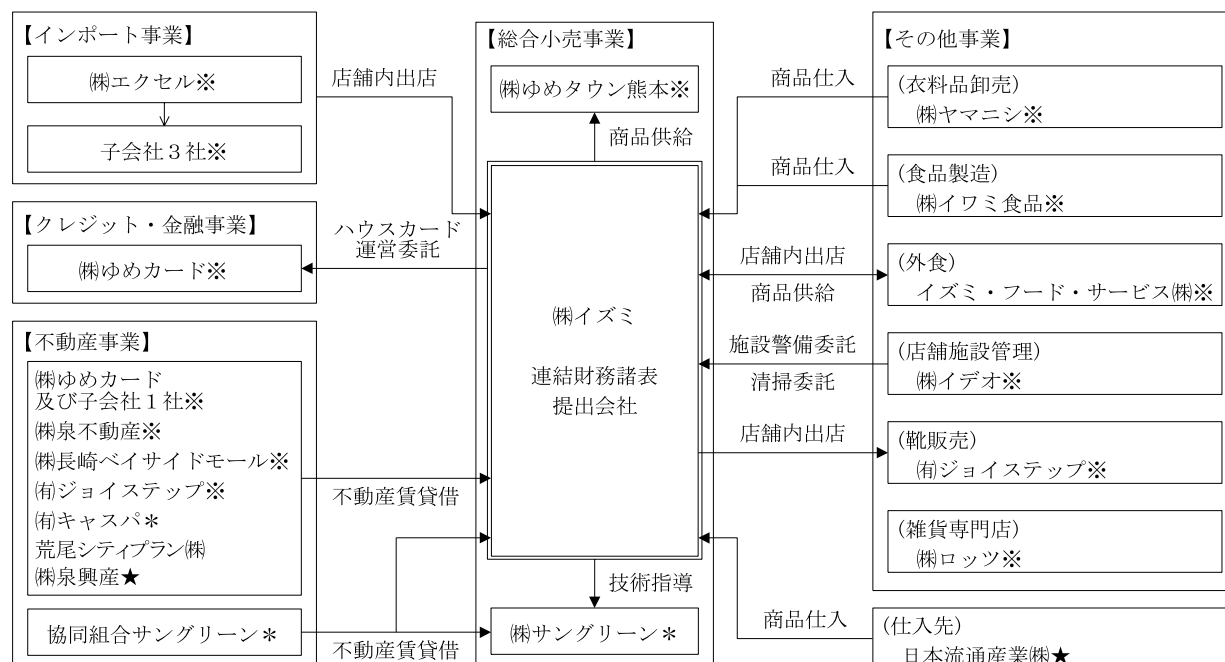 【インポート事業】
㈱エクセル※
子会社３社※
店舗内出店
【クレジット・金融事業】
㈱ゆめカード※
ハウスカード
運営委託
【不動産事業】
㈱ゆめカード
及び子会社１社※
㈱泉不動産※
㈱長崎ベイサイドモール※
㈲ジョイステップ※
㈲キャスパ＊
荒尾シティプラン㈱
㈱泉興産★
不動産賃貸借
協同組合サングリーン＊
不動産賃貸借
【総合小売事業】
㈱ゆめタウン熊本※
商品供給
㈱イズミ
連結財務諸表
提出会社
技術指導
㈱サングリーン＊
【その他事業】
商品仕入
(衣料品卸売)
㈱ヤマニシ※
商品仕入
(食品製造)
㈱イワミ食品※
店舗内出店
商品供給
(外食)
イズミ・フード・サービス㈱※
施設警備委託
清掃委託
(店舗施設管理)
㈱イデオ※
店舗内出店
(靴販売)
㈲ジョイステップ※
(雑貨専門店)
㈱ロッツ※
商品仕入
(仕入先)
日本流通産業㈱★